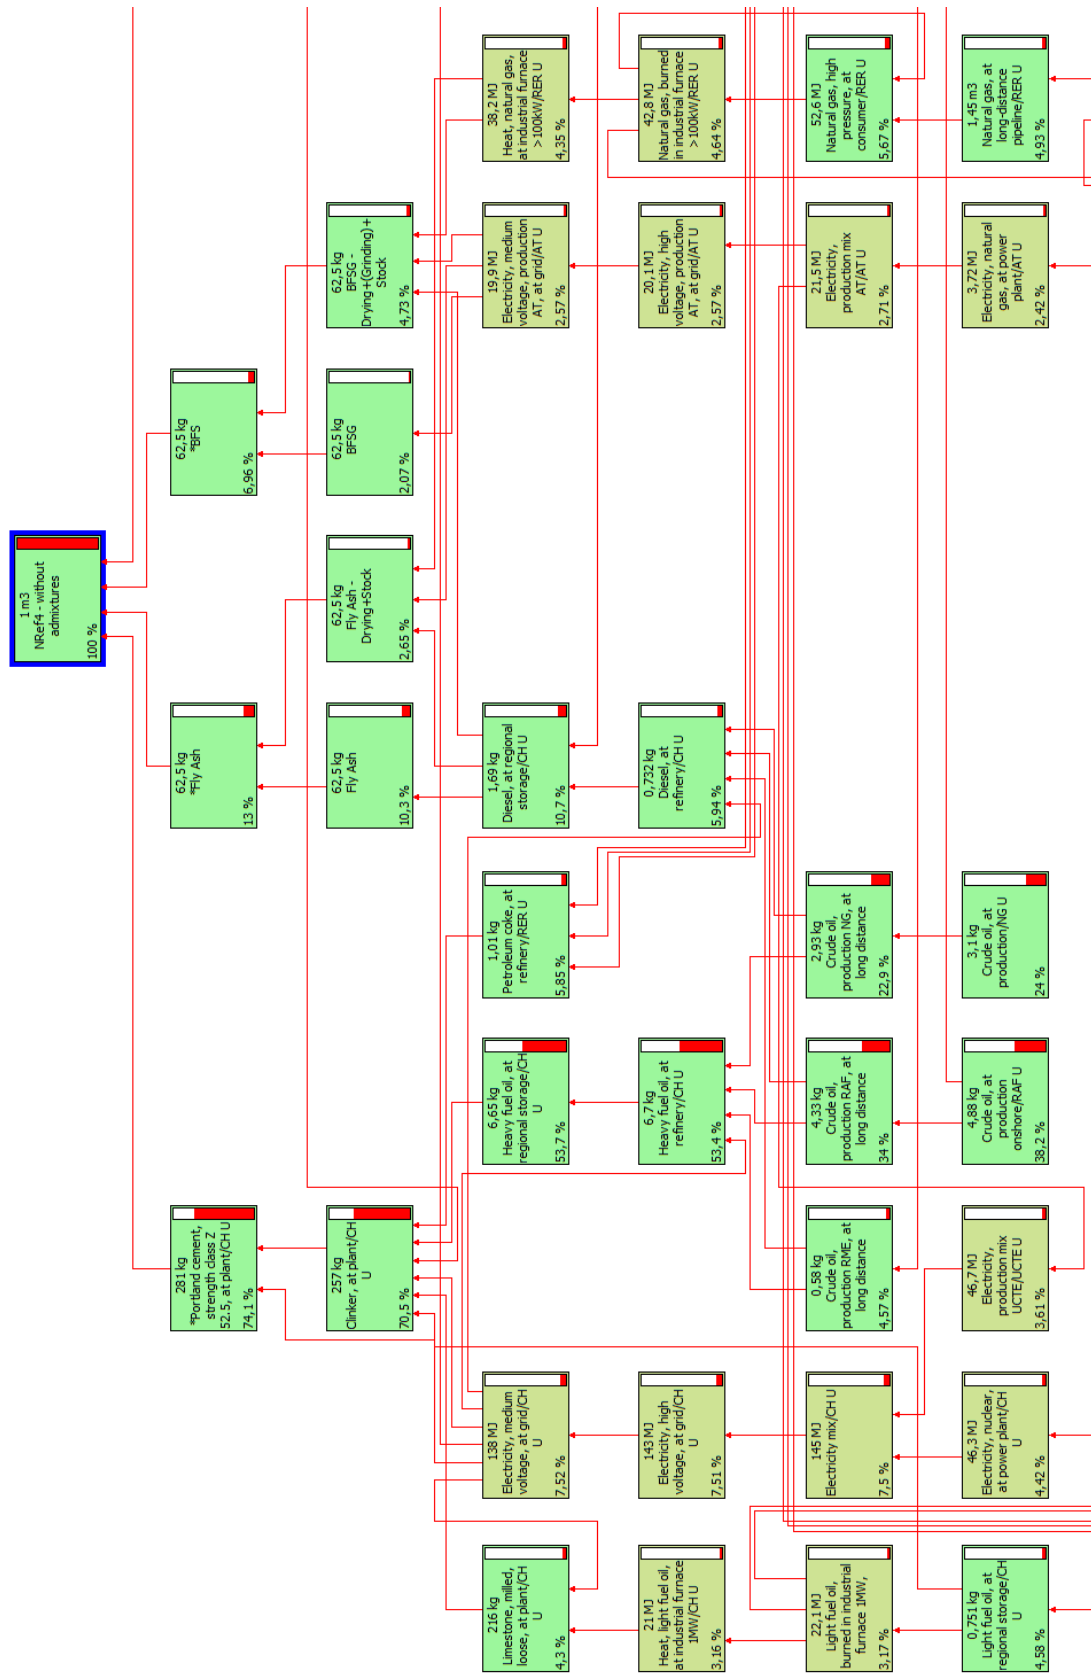 1 m3
NRef4 - without
admixtures
100 %
281 kg
*Portland cement,
strength class Z
52.5, at plant/CH U
74,1 %
62,5 kg
*Fly Ash
13 %
62,5 kg
*BFS
6,96 %
257 kg
Clinker, at plant/CH
U
70,5 %
62,5 kg
Fly Ash
10,3 %
62,5 kg
Fly Ash -
Drying+Stock
2,65 %
62,5 kg
BFSG
2,07 %
62,5 kg
BFSG -
Drying+(Grinding)+
Stock
4,73 %
216 kg
Limestone, milled,
loose, at plant/CH
U
4,3 %
138 MJ
Electricity, medium
voltage, at grid/CH
U
7,52 %
6,65 kg
Heavy fuel oil, at
regional storage/CH
U
53,7 %
1,01 kg
Petroleum coke, at
refinery/RER U
5,85 %
1,69 kg
Diesel, at regional
storage/CH U
10,7 %
19,9 MJ
Electricity, medium
voltage, production
AT, at grid/AT U
2,57 %
38,2 MJ
Heat, natural gas,
at industrial furnace
>100kW/RER U
4,35 %
21 MJ
Heat, light fuel oil,
at industrial furnace
1MW/CH U
3,16 %
143 MJ
Electricity, high
voltage, at grid/CH
U
7,51 %
6,7 kg
Heavy fuel oil, at
refinery/CH U
53,4 %
0,732 kg
Diesel, at
refinery/CH U
5,94 %
20,1 MJ
Electricity, high
voltage, production
AT, at grid/AT U
2,57 %
42,8 MJ
Natural gas, burned
in industrial furnace
>100kW/RER U
4,64 %
22,1 MJ
Light fuel oil,
burned in industrial
furnace 1MW,
3,17 %
145 MJ
Electricity mix/CH U
7,5 %
0,58 kg
Crude oil,
production RME, at
long distance
4,57 %
4,33 kg
Crude oil,
production RAF, at
long distance
34 %
2,93 kg
Crude oil,
production NG, at
long distance
22,9 %
21,5 MJ
Electricity,
production mix
AT/AT U
2,71 %
52,6 MJ
Natural gas, high
pressure, at
consumer/RER U
5,67 %
0,751 kg
Light fuel oil, at
regional storage/CH
U
4,58 %
46,3 MJ
Electricity, nuclear,
at power plant/CH
U
4,42 %
46,7 MJ
Electricity,
production mix
UCTE/UCTE U
3,61 %
4,88 kg
Crude oil, at
production
onshore/RAF U
38,2 %
3,1 kg
Crude oil, at
production/NG U
24 %
3,72 MJ
Electricity, natural
gas, at power
plant/AT U
2,42 %
1,45 m3
Natural gas, at
long-distance
pipeline/RER U
4,93 %